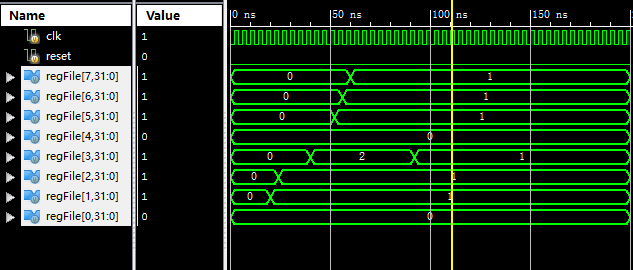 Name Value 0 ns 50 ns 100 ns 150 ns
clk 1
reset 0
regFile[7,31:0] 1 0 1
regFile[6,31:0] 1 0 1
regFile[5,31:0] 1 0 1
regFile[4,31:0] 0 0
regFile[3,31:0] 1 0 2 1
regFile[2,31:0] 1 0 1
regFile[1,31:0] 1 0 1
regFile[0,31:0] 0 0